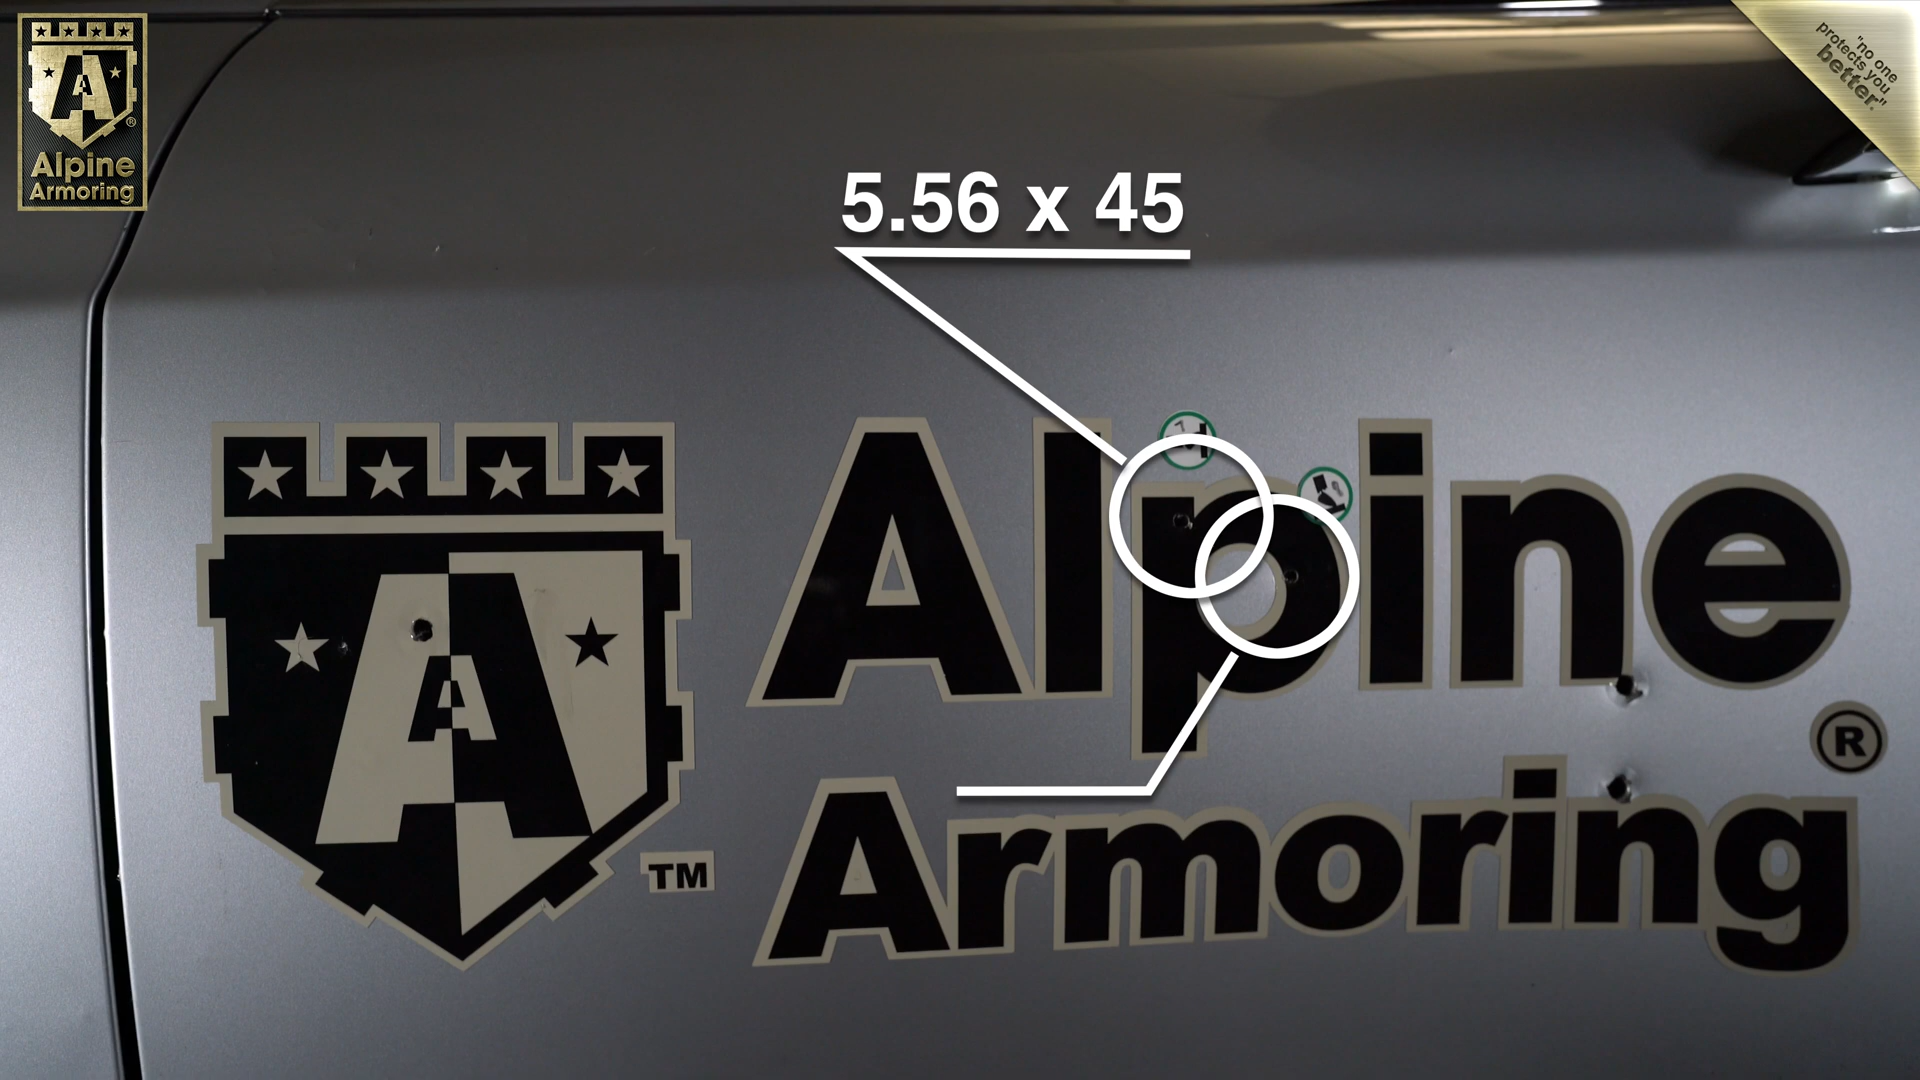 A
A
®
Alpine
Armoring
"no one
protects you
better."
5.56 x 45
Alpine
A
A
A
TM
®
Armoring